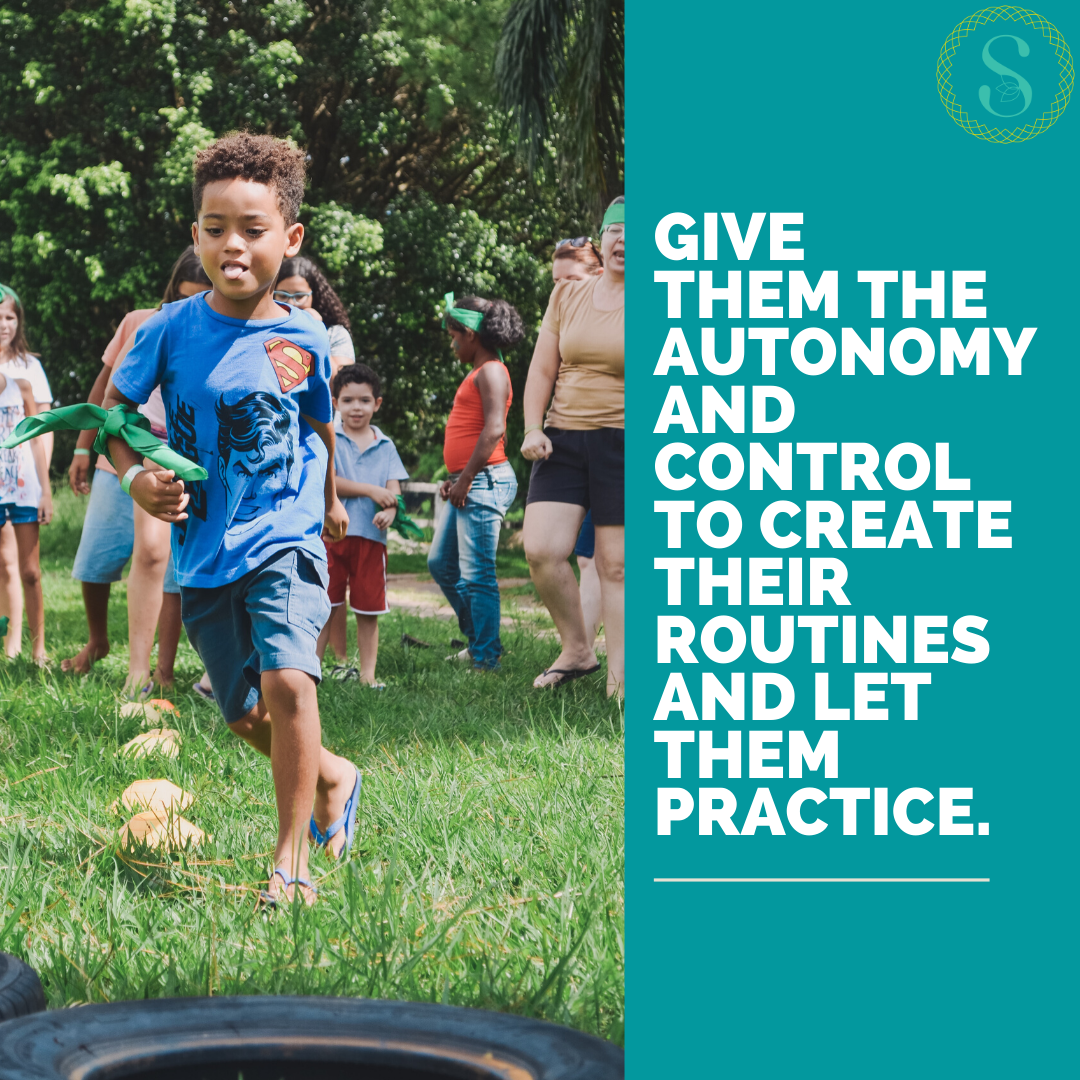 S
GIVE
THEM THE
AUTONOMY
AND
CONTROL
TO CREATE
THEIR
ROUTINES
AND LET
THEM
PRACTICE.
S